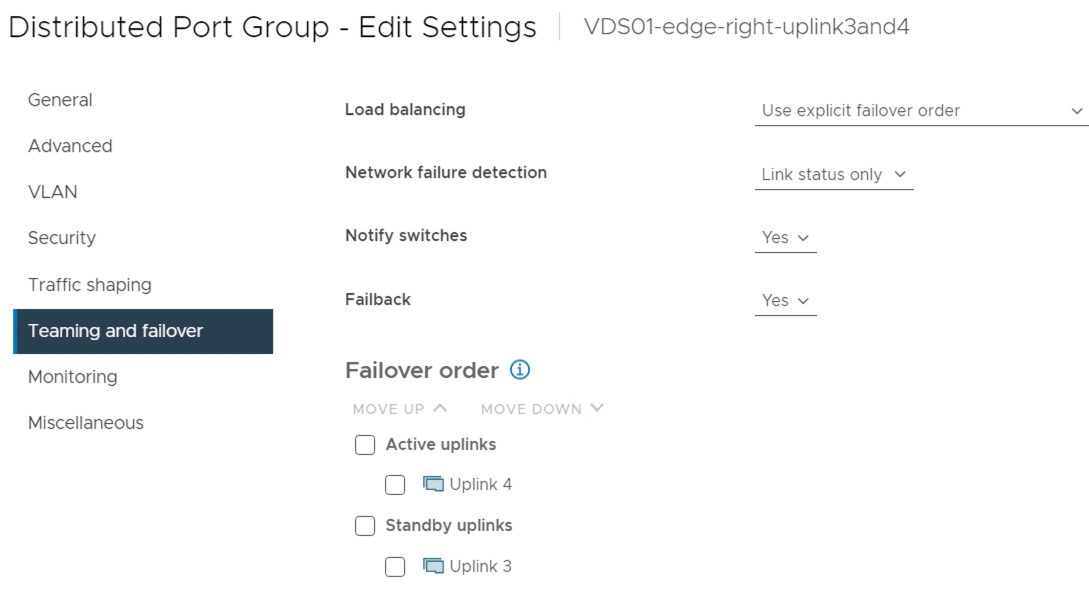 Distributed Port Group - Edit Settings | VDS01-edge-right-uplink3and4
General
Advanced
VLAN
Security
Traffic shaping
Teaming and failover
Monitoring
Miscellaneous
Load balancing Use explicit failover order
Network failure detection Link status only
Notify switches Yes
Failback Yes
Failover order
MOVE UP MOVE DOWN
Active uplinks
Uplink 4
Standby uplinks
Uplink 3